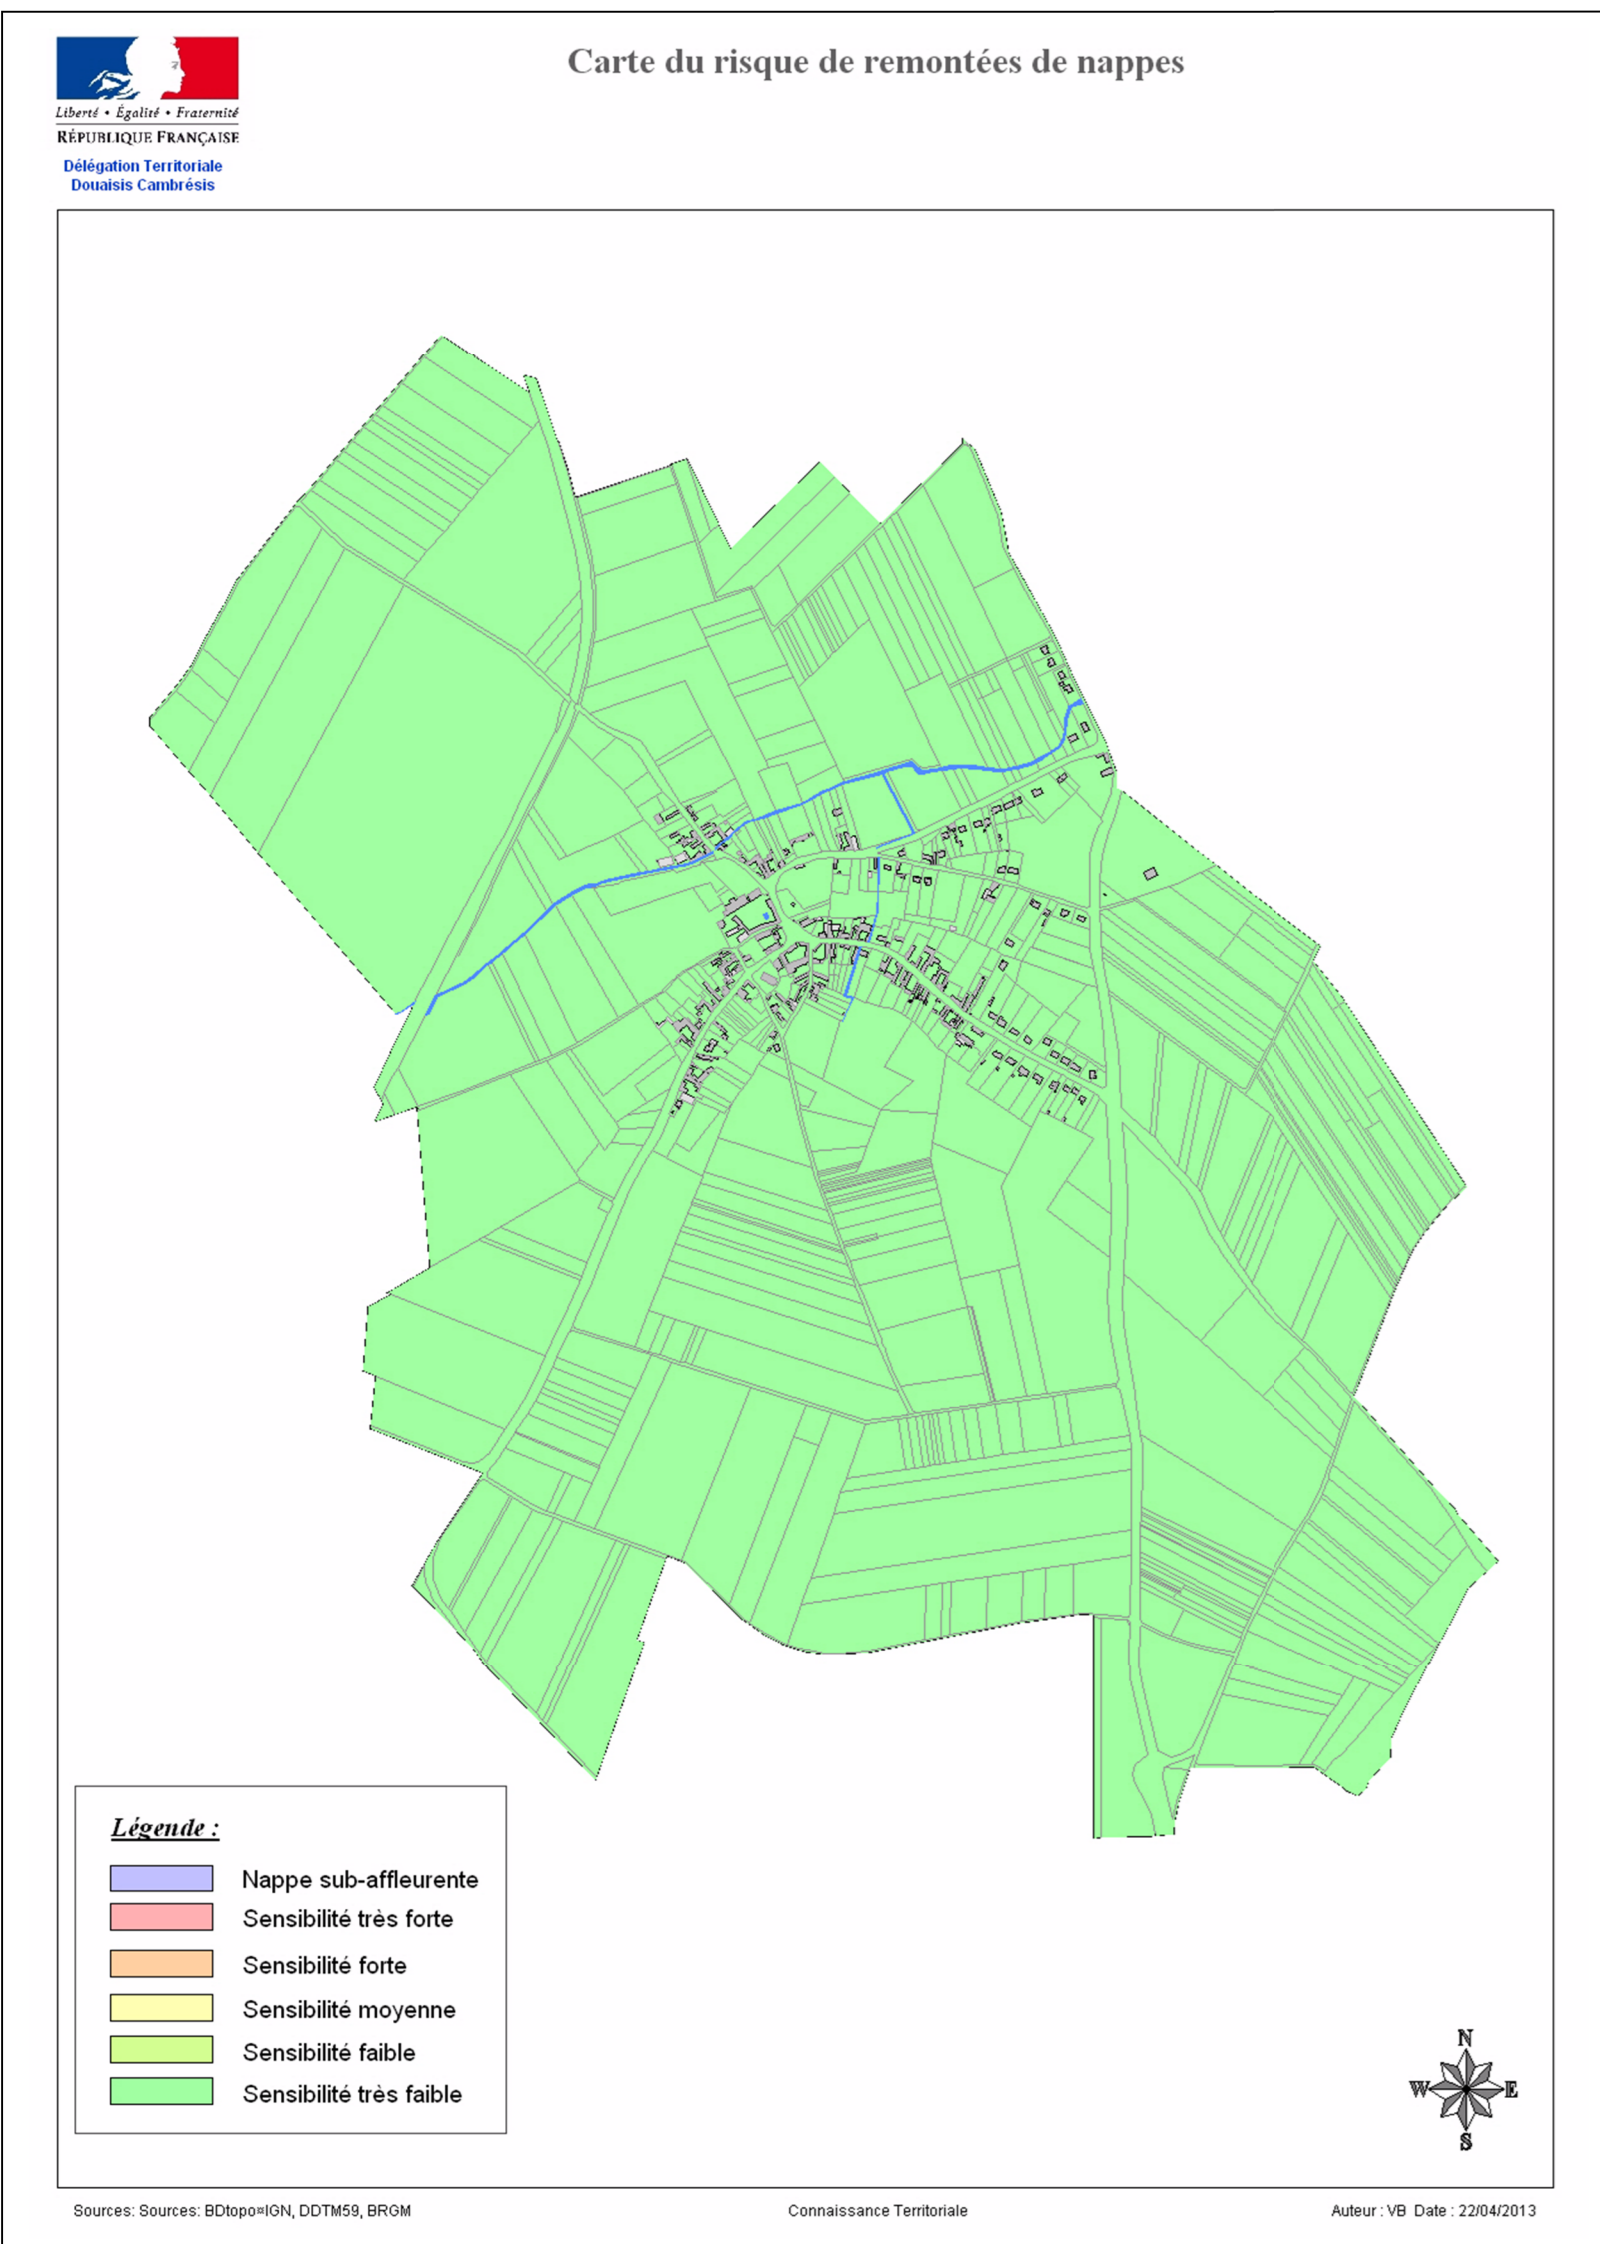 Carte du risque de remontées de nappes
Liberté • Égalité • Fraternité
RÉPUBLIQUE FRANÇAISE
Délégation Territoriale
Douaisis Cambrésis
Légende :
Nappe sub-affleurente
Sensibilité très forte
Sensibilité forte
Sensibilité moyenne
Sensibilité faible
Sensibilité très faible
N
W E
S
Sources: Sources: BDtopo¤IGN, DDTM59, BRGM
Connaissance Territoriale
Auteur : VB Date : 22/04/2013